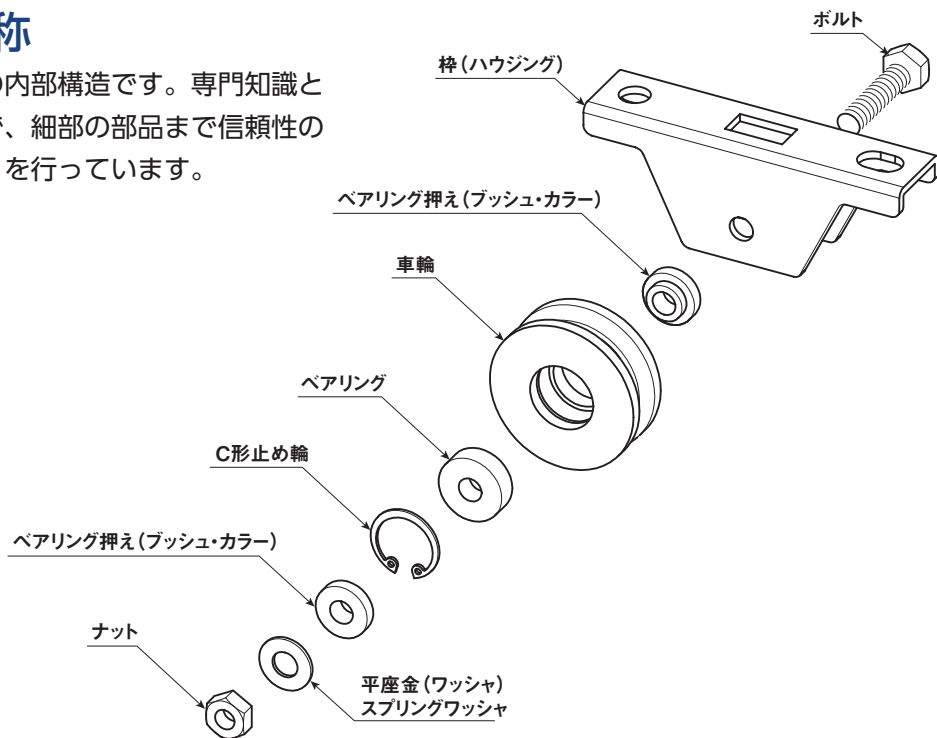 称
の内部構造です。専門知識と
、細部の部品まで信頼性の
を行っています。
ボルト
枠(ハウジング)
ベアリング押え(ブッシュ・カラー)
車輪
ベアリング
C形止め輪
ベアリング押え(ブッシュ・カラー)
ナット
平座金(ワッシャ)
スプリングワッシャ